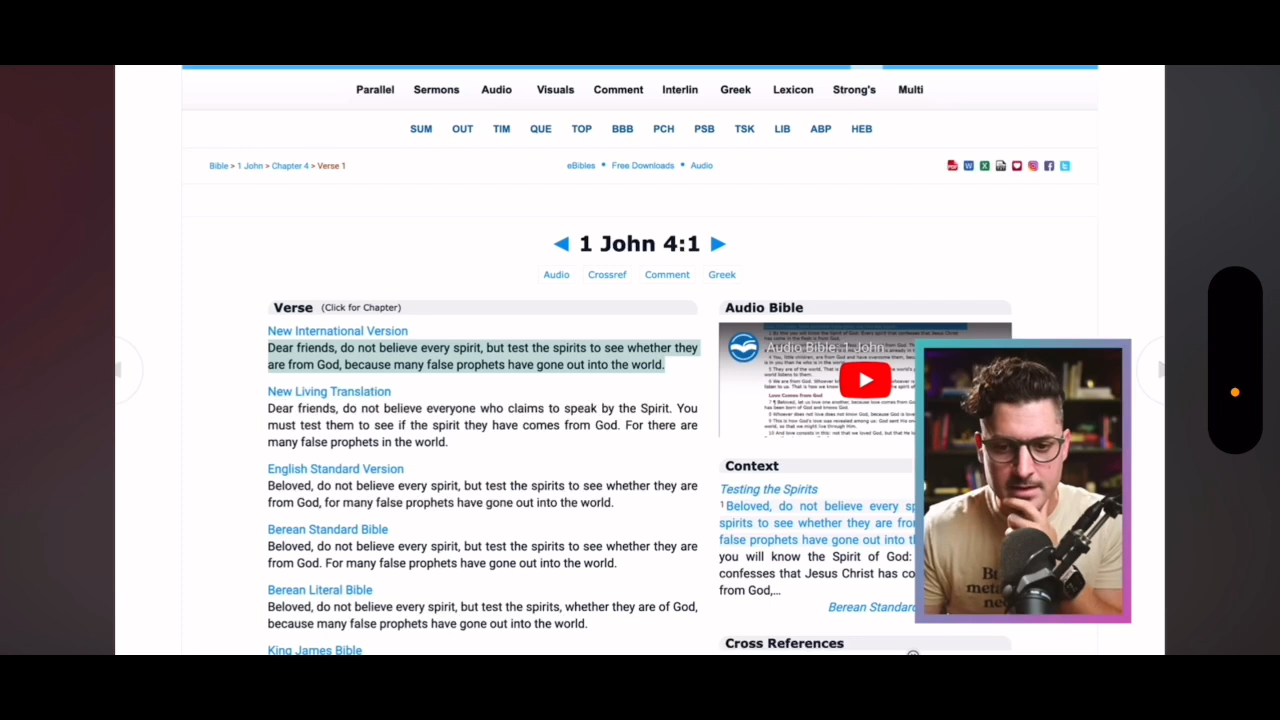 Parallel Sermons Audio Visuals Comment Interlin Greek Lexicon Strong's Multi
SUM OUT TIM QUE TOP BBB PCH PSB TSK LIB ABP HEB
Bible > 1 John > Chapter 4 > Verse 1
eBibles • Free Downloads • Audio
◄ 1 John 4:1 ►
Audio Crossref Comment Greek
Verse (Click for Chapter)
New International Version
Dear friends, do not believe every spirit, but test the spirits to see whether they
are from God, because many false prophets have gone out into the world.
New Living Translation
Dear friends, do not believe everyone who claims to speak by the Spirit. You
must test them to see if the spirit they have comes from God. For there are
many false prophets in the world.
English Standard Version
Beloved, do not believe every spirit, but test the spirits to see whether they are
from God, for many false prophets have gone out into the world.
Berean Standard Bible
Beloved, do not believe every spirit, but test the spirits to see whether they are
from God. For many false prophets have gone out into the world.
Berean Literal Bible
Beloved, do not believe every spirit, but test the spirits, whether they are of God,
because many false prophets have gone out into the world.
King James Bible
Audio Bible
Audio Bible: 1 John
Context
Testing the Spirits
1 Beloved, do not believe every sp
spirits to see whether they are fro
false prophets have gone out into th
you will know the Spirit of God:
confesses that Jesus Christ has co
from God,...
Berean Standard
Cross References